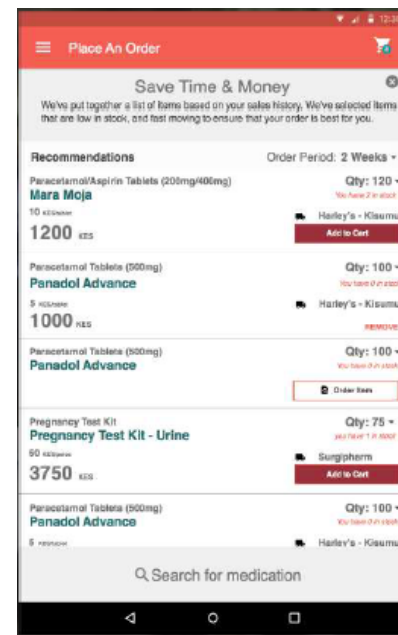 12:30
Place An Order
Save Time & Money
We've put together a list of items based on your sales history, We've selected items
that are low in stock, and fast moving to ensure that your order is best for you.
Recommendations Order Period: 2 Weeks
Paracetamol/Aspirin Tablets (200mg/400mg) Qty: 120
Mara Moja You have 2 in stock
10 Harley's - Kisumu
1200 KES Add to Cart
Paracetamol Tablets (500mg) Qty: 100
Panadol Advance You have 0 in stock
5 Harley's - Kisumu
1000 KES REMOVE
Paracetamol Tablets (500mg) Qty: 100
Panadol Advance You have 0 in stock
Order Item
Pregnancy Test Kit Qty: 75
Pregnancy Test Kit - Urine you have 1 in stock
50 Surgipharm
3750 KES Add to Cart
Paracetamol Tablets (500mg) Qty: 100
Panadol Advance You have 0 in stock
5 Harley's - Kisumu
Search for medication